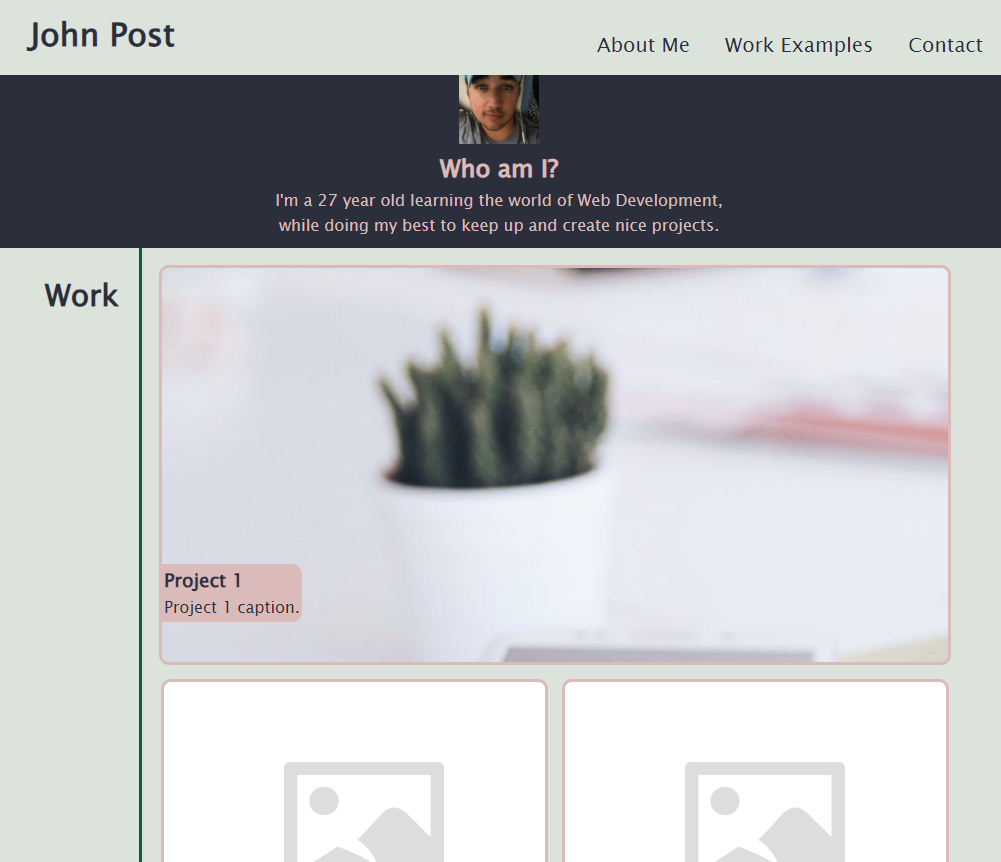 John Post
About Me
Work Examples
Contact
Who am I?
I'm a 27 year old learning the world of Web Development,
while doing my best to keep up and create nice projects.
Work
Project 1
Project 1 caption.